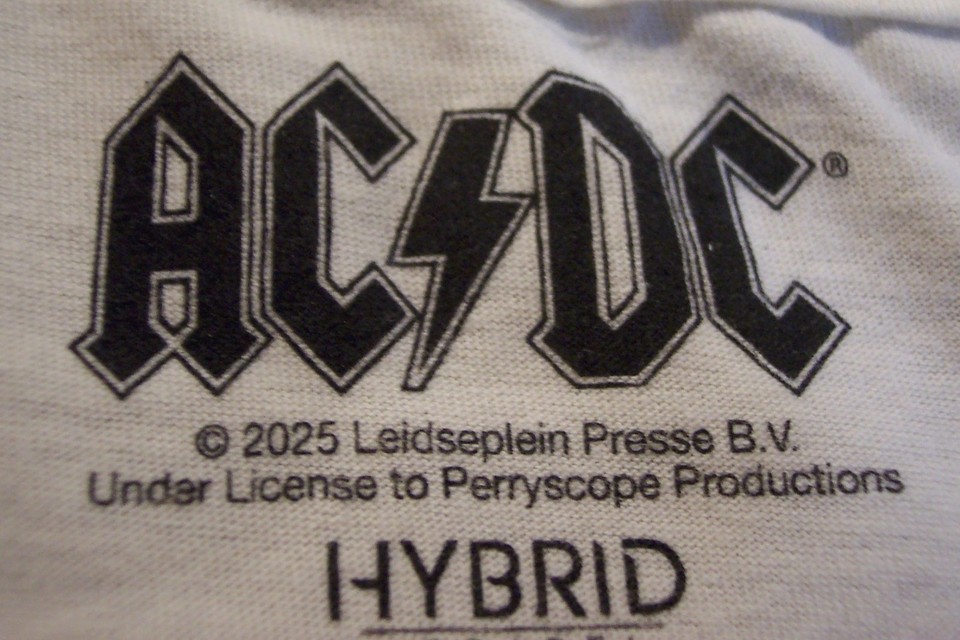 AC/DC®
© 2025 Leidseplein Presse B.V.
Under License to Perryscope Productions
HYBRID